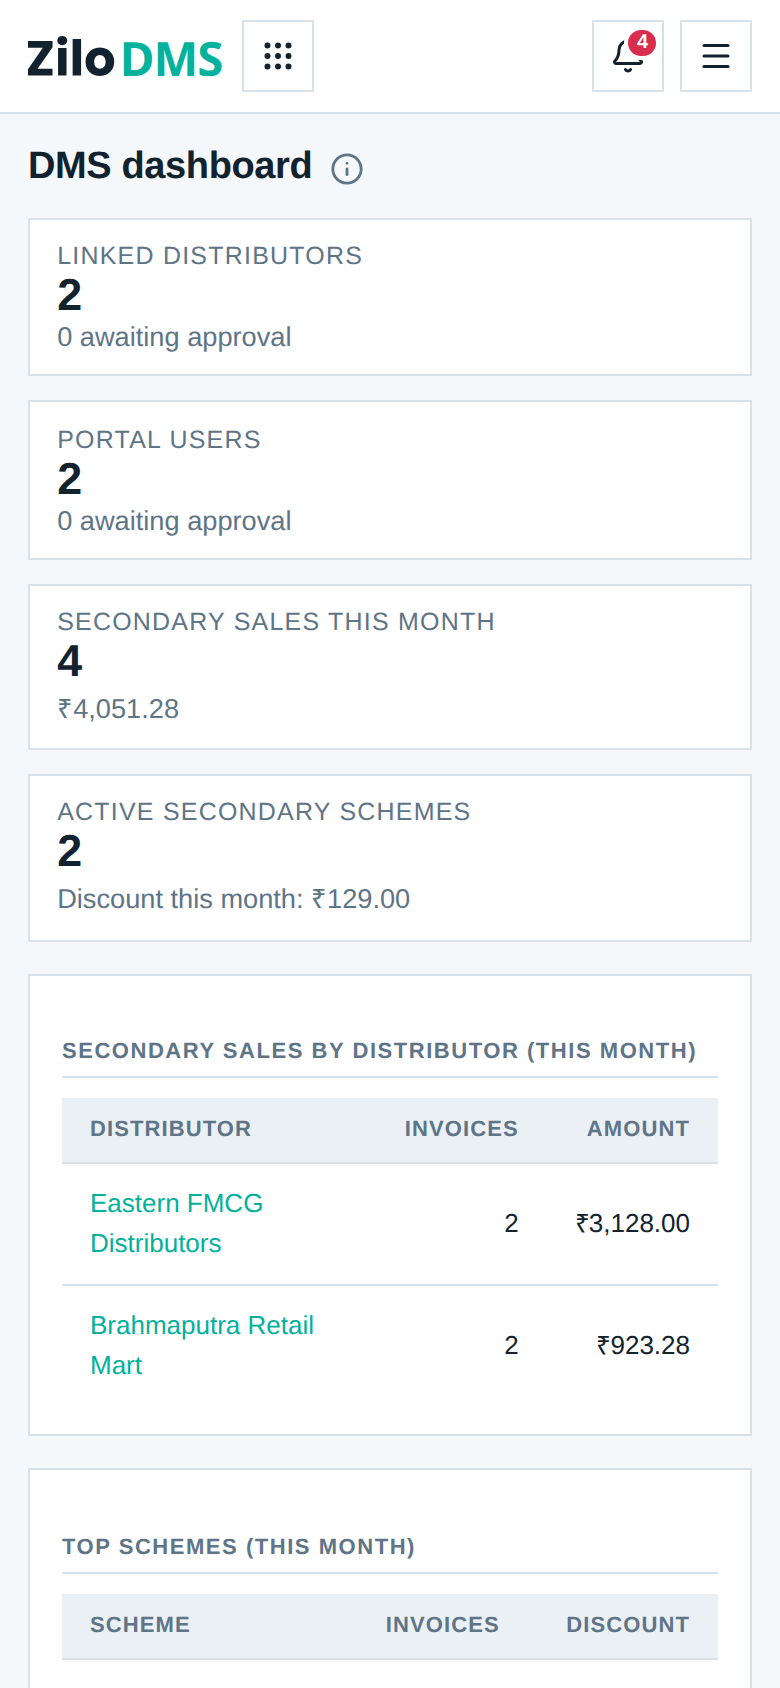 Zilo DMS
4
DMS dashboard
LINKED DISTRIBUTORS
2
0 awaiting approval
PORTAL USERS
2
0 awaiting approval
SECONDARY SALES THIS MONTH
4
₹4,051.28
ACTIVE SECONDARY SCHEMES
2
Discount this month: ₹129.00
SECONDARY SALES BY DISTRIBUTOR (THIS MONTH)
DISTRIBUTOR INVOICES AMOUNT
Eastern FMCG
Distributors 2 ₹3,128.00
Brahmaputra Retail
Mart 2 ₹923.28
TOP SCHEMES (THIS MONTH)
SCHEME INVOICES DISCOUNT